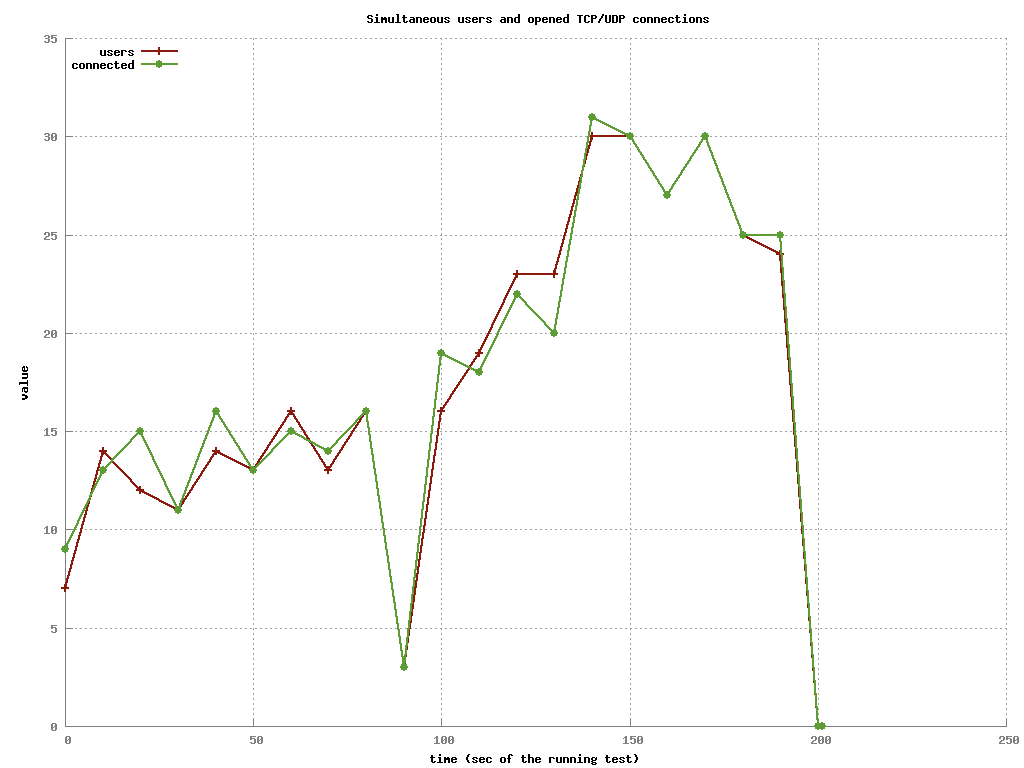 Simultaneous users and opened TCP/UDP connections
35
users
connected
30
25
20
value
15
10
5
0
0 50 100 150 200 250
time (sec of the running test)